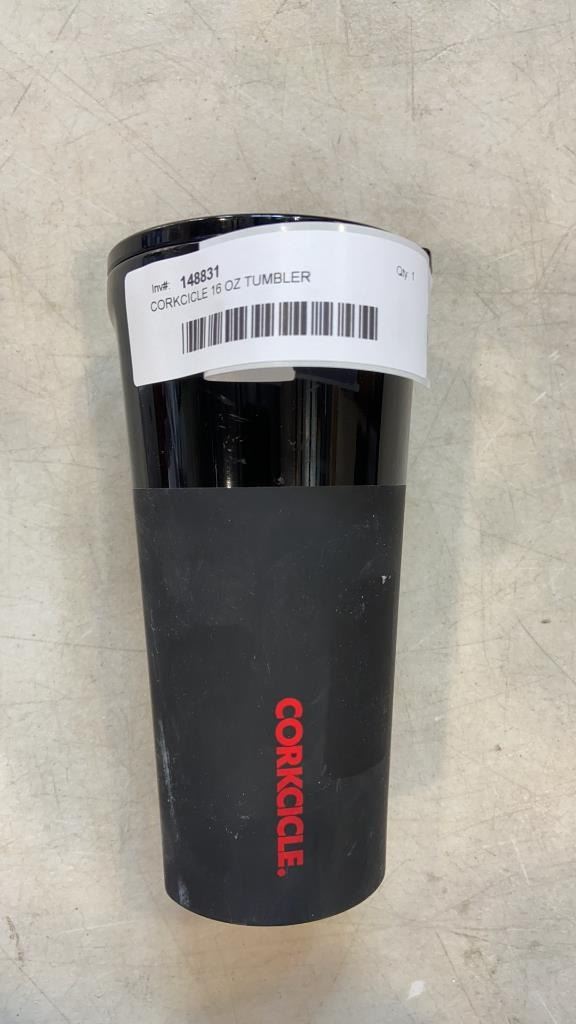 Inv#: 148831 Qty 1
CORKCICLE 16 OZ TUMBLER
CORKCICLE.